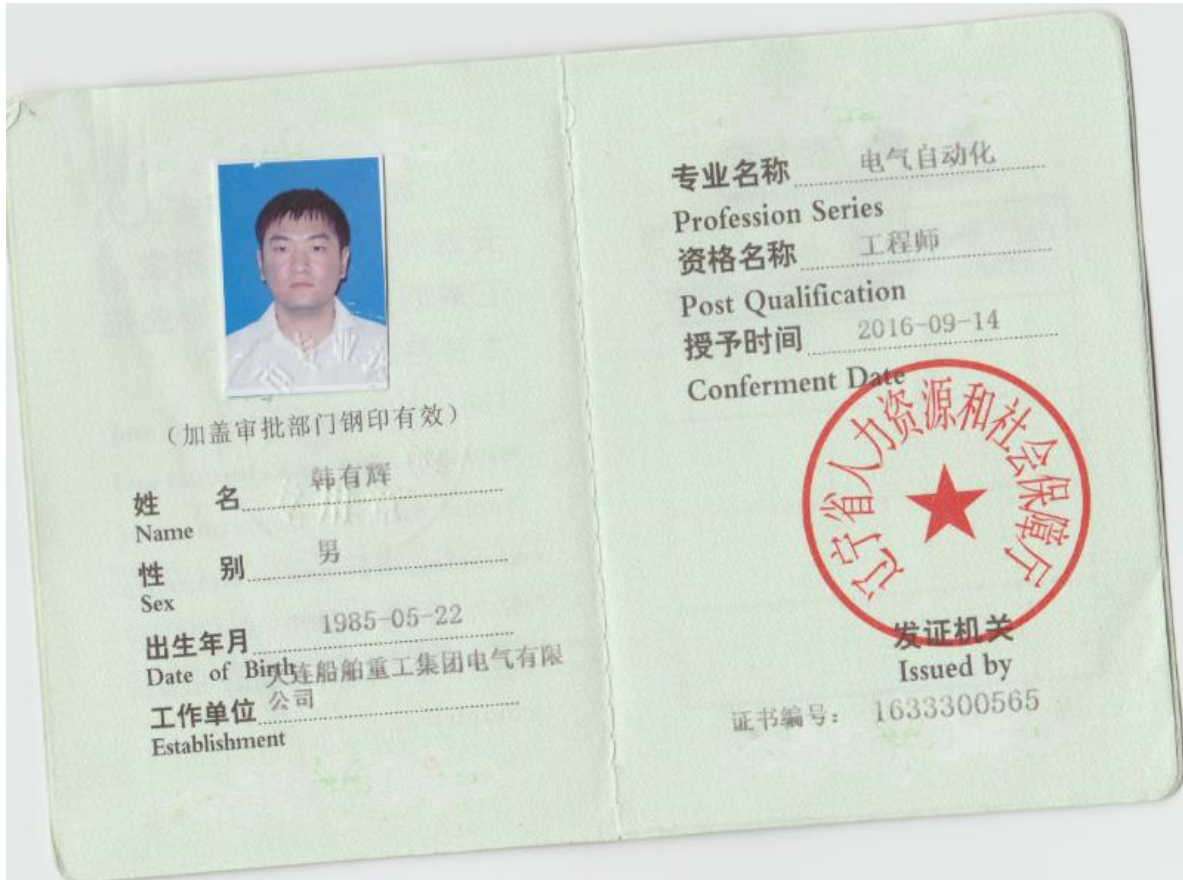 （加盖审批部门钢印有效）
姓 名 韩有辉
Name
性 别 男
Sex
出生年月 1985-05-22
Date of Birth
大连船舶重工集团电气有限
工作单位 公司
Establishment
专业名称 电气自动化
Profession Series
资格名称 工程师
Post Qualification
授予时间 2016-09-14
Conferment Date
辽宁省人力资源和社会保障厅
发证机关
Issued by
证书编号： 1633300565